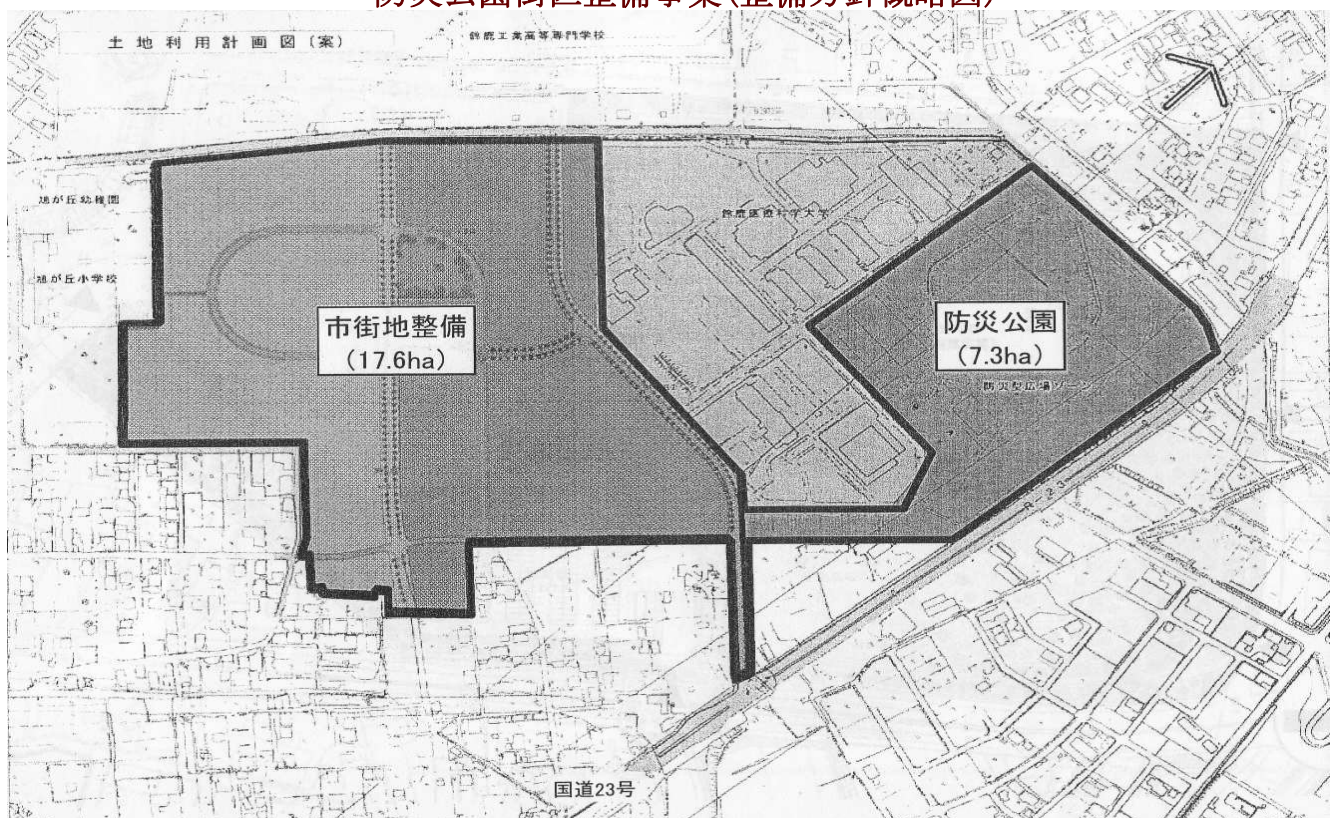 防災公園街区整備事業(整備方針概略図)
土地利用計画図(案)
鈴鹿工業高等専門学校
旭が丘幼稚園
鈴鹿医療科学大学
旭が丘小学校
市街地整備
(17.6ha)
防災公園
(7.3ha)
防災型広場ゾーン
R-23
国道23号